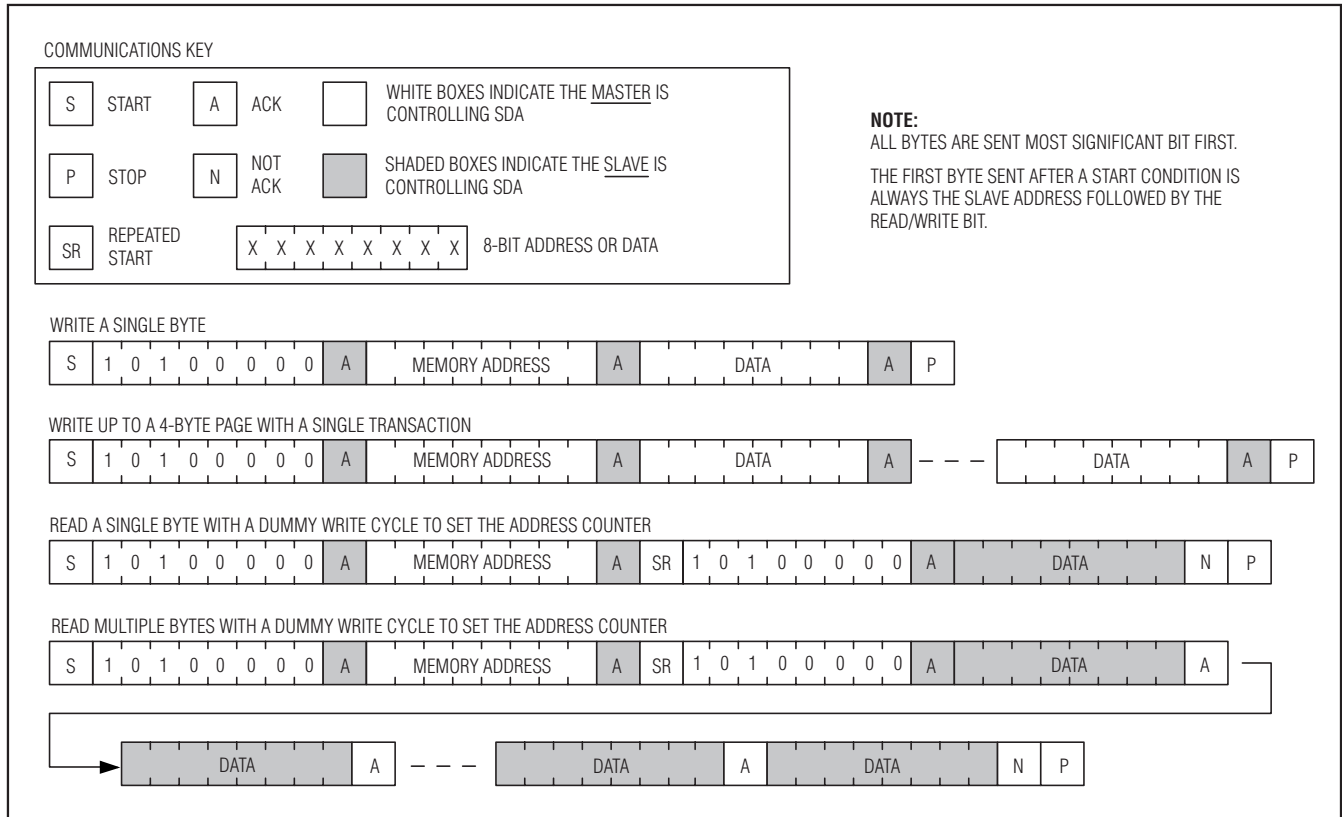 COMMUNICATIONS KEY
S START A ACK WHITE BOXES INDICATE THE MASTER IS
CONTROLLING SDA
P STOP N NOT
ACK SHADED BOXES INDICATE THE SLAVE IS
CONTROLLING SDA
SR REPEATED
START X X X X X X X X 8-BIT ADDRESS OR DATA
NOTE:
ALL BYTES ARE SENT MOST SIGNIFICANT BIT FIRST.
THE FIRST BYTE SENT AFTER A START CONDITION IS
ALWAYS THE SLAVE ADDRESS FOLLOWED BY THE
READ/WRITE BIT.
WRITE A SINGLE BYTE
S 1 0 1 0 0 0 0 0 A MEMORY ADDRESS A DATA A P
WRITE UP TO A 4-BYTE PAGE WITH A SINGLE TRANSACTION
S 1 0 1 0 0 0 0 0 A MEMORY ADDRESS A DATA A DATA A P
READ A SINGLE BYTE WITH A DUMMY WRITE CYCLE TO SET THE ADDRESS COUNTER
S 1 0 1 0 0 0 0 0 A MEMORY ADDRESS A SR 1 0 1 0 0 0 0 0 A DATA N P
READ MULTIPLE BYTES WITH A DUMMY WRITE CYCLE TO SET THE ADDRESS COUNTER
S 1 0 1 0 0 0 0 0 A MEMORY ADDRESS A SR 1 0 1 0 0 0 0 0 A DATA A
DATA A DATA A DATA N P